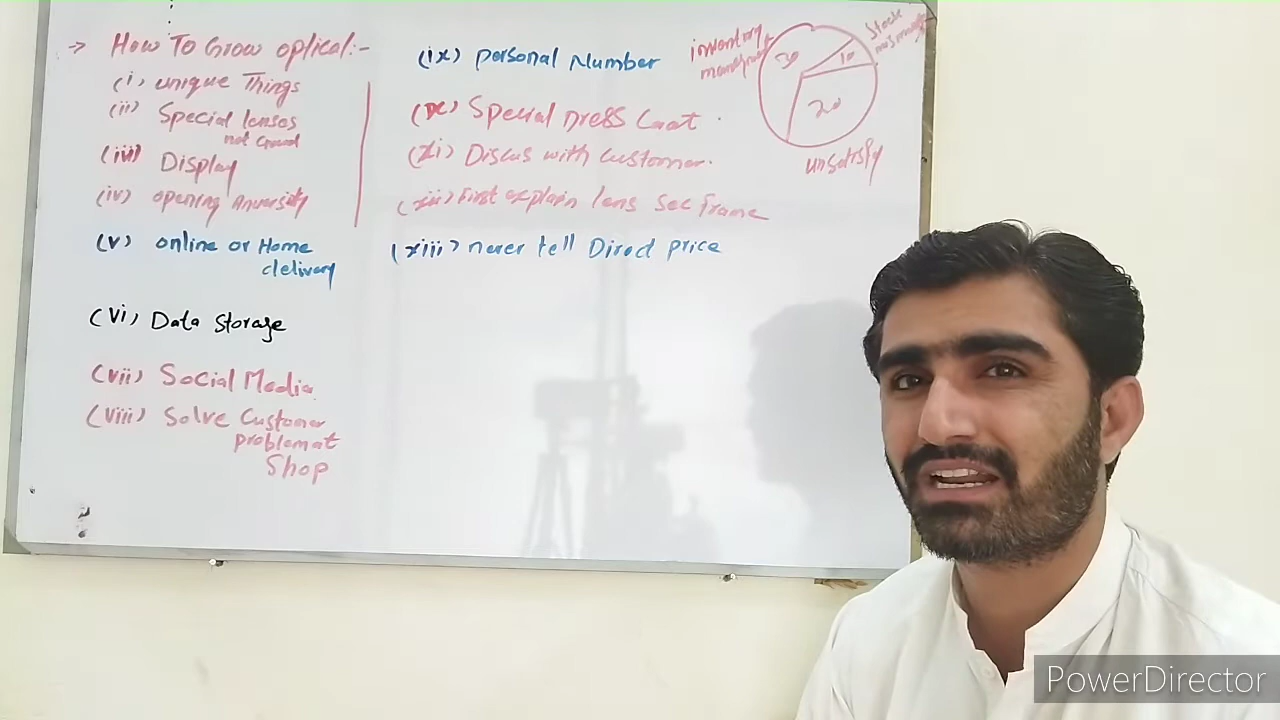 → How To Grow optical:-
(i) unique Things
(ii) Special lenses
not Grand
(iii) Display
(iv) opening Anversity
(v) online or Home
delivery
(vi) Data Storage
(vii) Social Media
(viii) Solve Customer
problem at
Shop
(ix) personal Number
(x) Special Dress Coat.
(xi) Discus with Customer.
(xii) First explain lens Sec Frame
(xiii) never tell Direct price
inventory
Stock
10
20
unsatisfy
PowerDirector